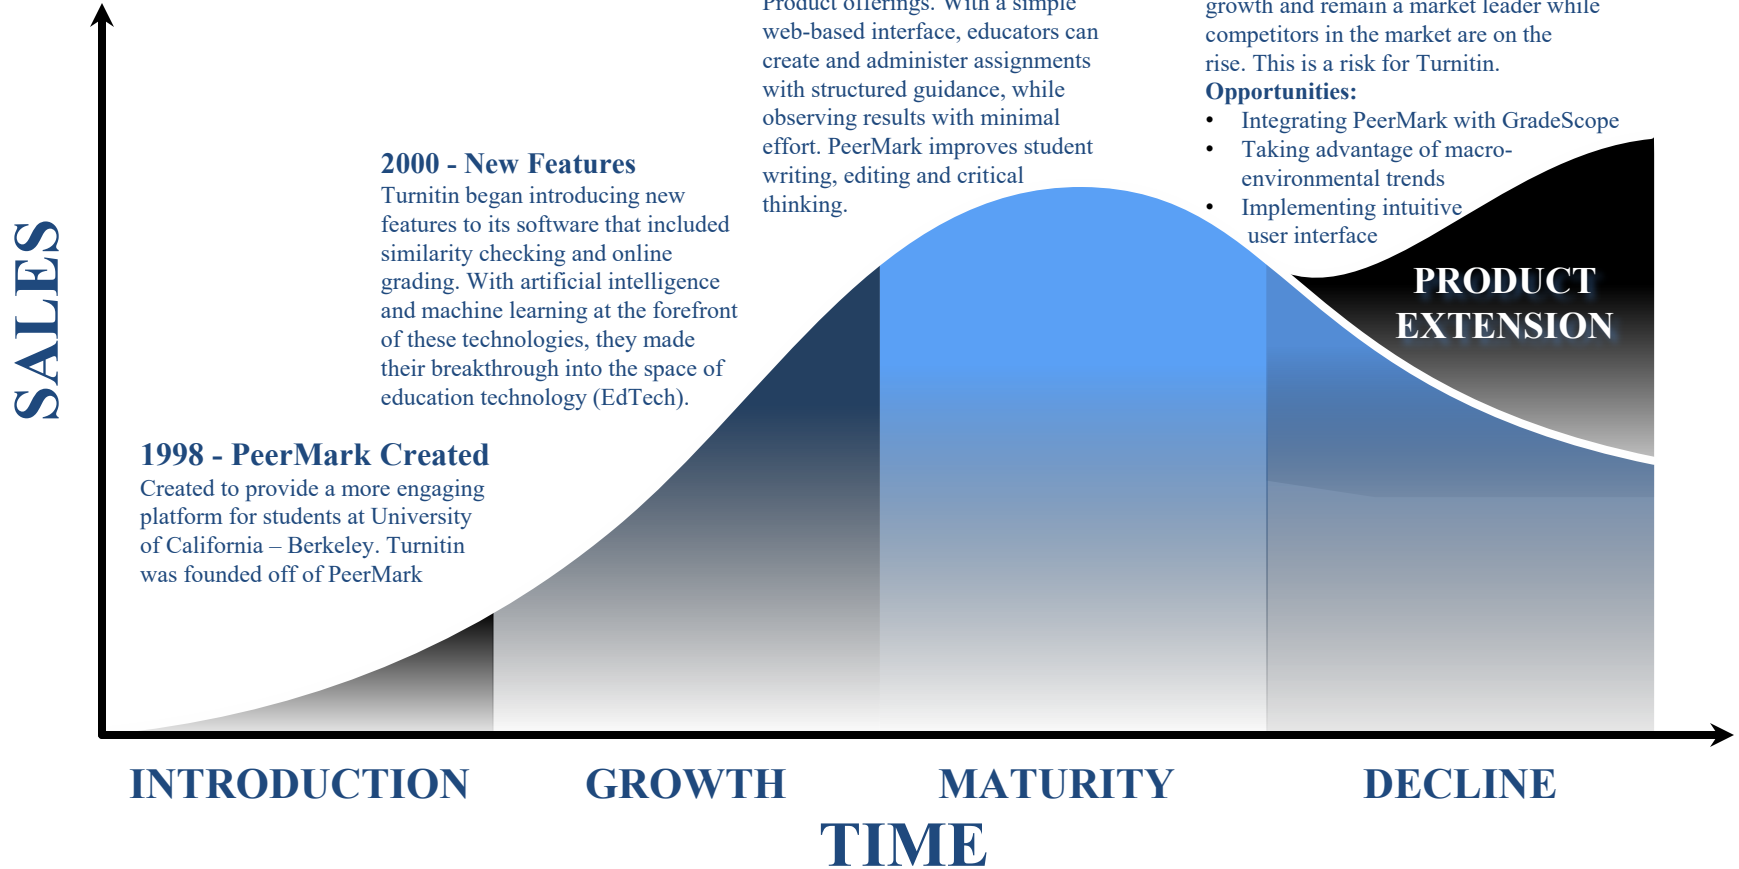 Product offerings. With a simple
web-based interface, educators can
create and administer assignments
with structured guidance, while
observing results with minimal
effort. PeerMark improves student
writing, editing and critical
thinking.
growth and remain a market leader while
competitors in the market are on the
rise. This is a risk for Turnitin.
Opportunities:
• Integrating PeerMark with GradeScope
• Taking advantage of macro-
environmental trends
• Implementing intuitive
user interface
2000 - New Features
Turnitin began introducing new
features to its software that included
similarity checking and online
grading. With artificial intelligence
and machine learning at the forefront
of these technologies, they made
their breakthrough into the space of
education technology (EdTech).
1998 - PeerMark Created
Created to provide a more engaging
platform for students at University
of California – Berkeley. Turnitin
was founded off of PeerMark
PRODUCT
EXTENSION
SALES
INTRODUCTION
GROWTH
MATURITY
DECLINE
TIME